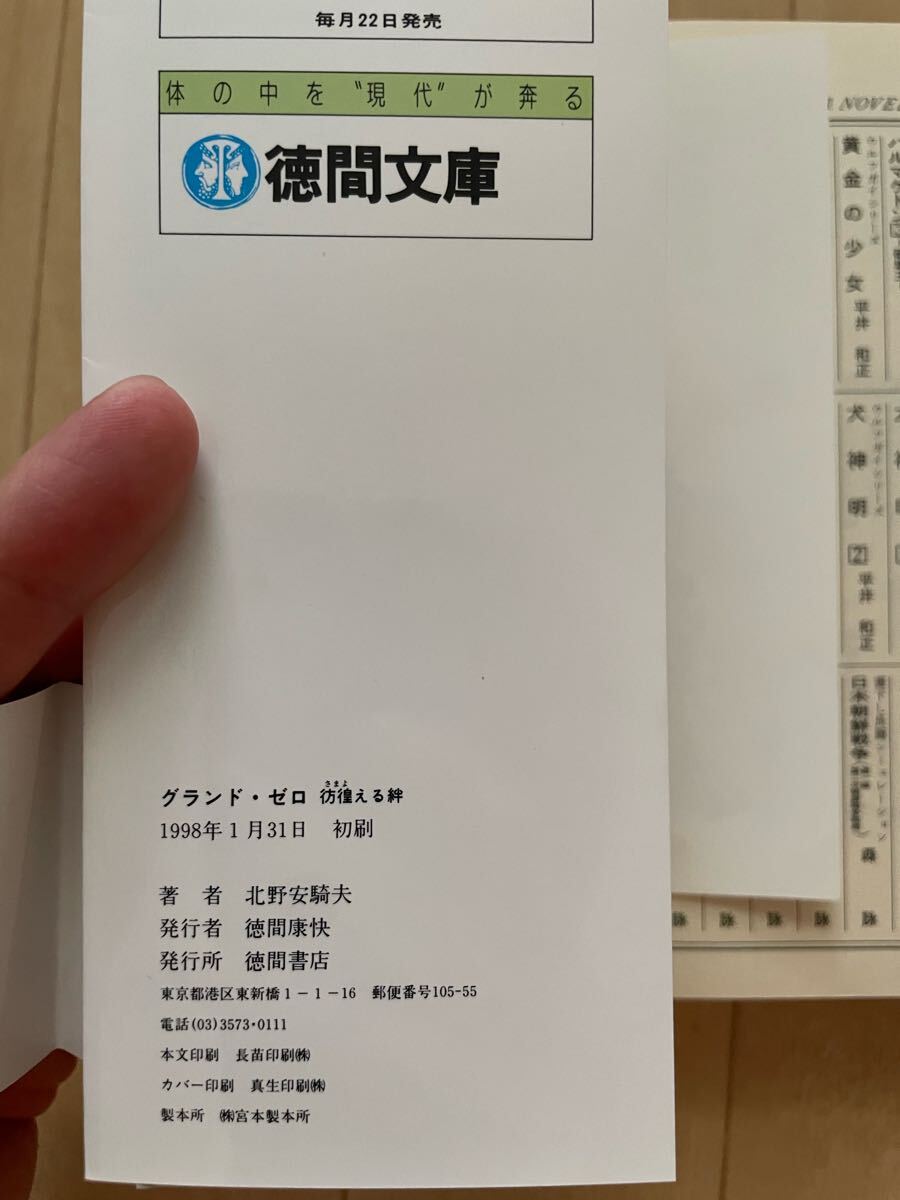 毎月22日発売
体の中を〝現代〟が奔る
徳間文庫
グランド・ゼロ 彷徨える絆
さまよ
1998年1月31日 初刷
著者 北野安騎夫
発行者 徳間康快
発行所 徳間書店
東京都港区東新橋1－1－16 郵便番号105-55
電話(03)3573・0111
本文印刷 長苗印刷㈱
カバー印刷 真生印刷㈱
製本所 ㈱宮本製本所
NOVE
黄金の少女 平井和正
犬神明 2 平井和正